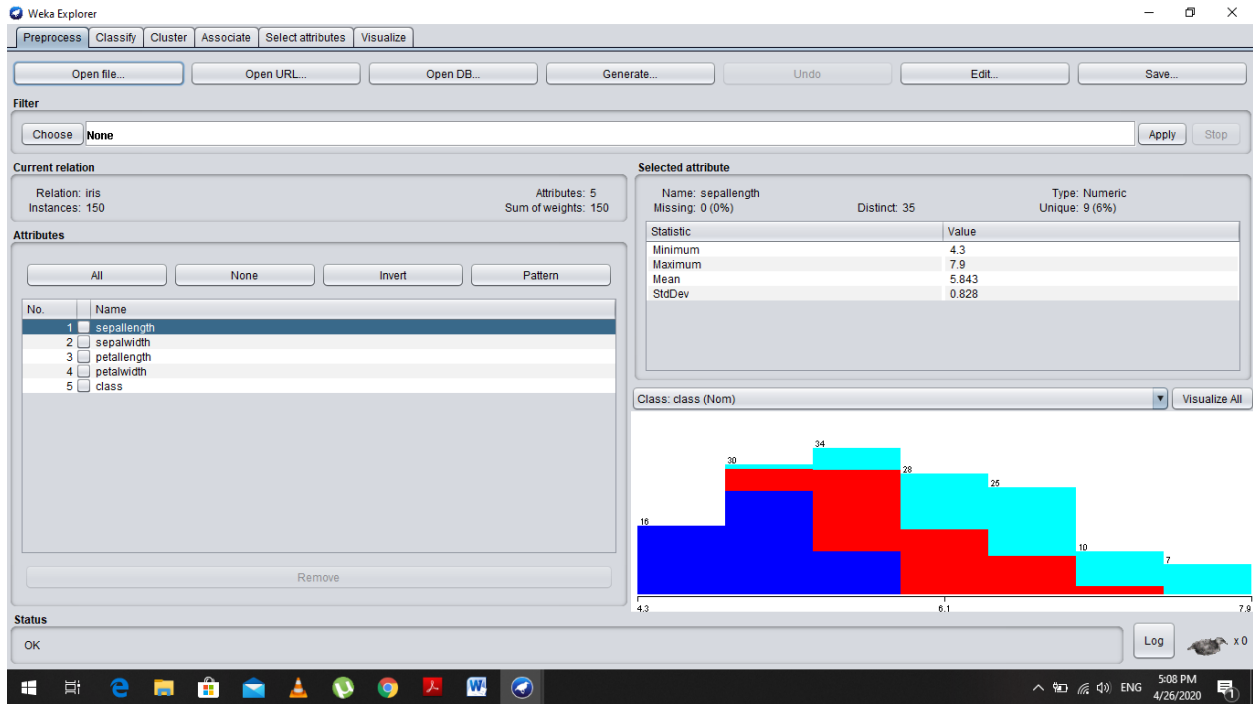 Weka Explorer
Preprocess Classify Cluster Associate Select attributes Visualize
Open file... Open URL... Open DB... Generate... Undo Edit... Save...
Filter
Choose None Apply Stop
Current relation
Relation: iris Attributes: 5
Instances: 150 Sum of weights: 150
Attributes
All None Invert Pattern
No. Name
1 sepallength
2 sepalwidth
3 petallength
4 petalwidth
5 class
Remove
Selected attribute
Name: sepallength Type: Numeric
Missing: 0 (0%) Distinct: 35 Unique: 9 (6%)
Statistic Value
Minimum 4.3
Maximum 7.9
Mean 5.843
StdDev 0.828
Class: class (Nom) Visualize All
16 30 34 28 25 10 7
4.3 6.1 7.9
Status
OK Log x 0
ENG 5:08 PM
4/26/2020